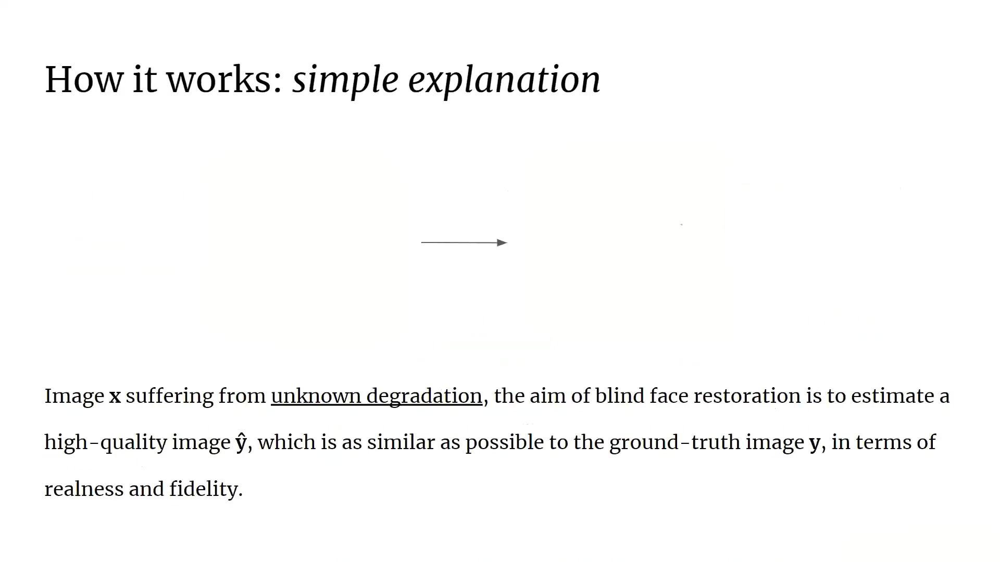 How it works: simple explanation
Image x suffering from unknown degradation, the aim of blind face restoration is to estimate a
high-quality image ŷ, which is as similar as possible to the ground-truth image y, in terms of
realness and fidelity.